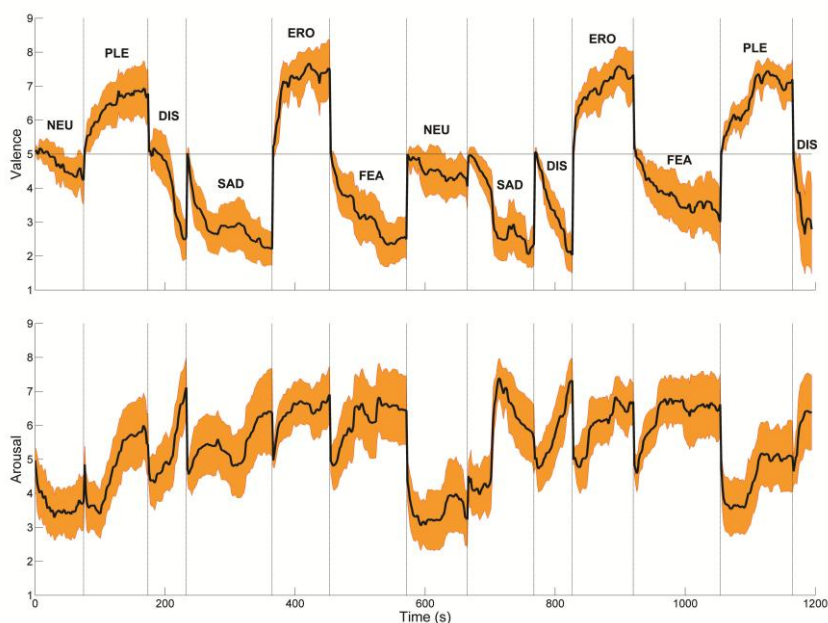 9
8
7
6
5
4
3
2
1
Valence
NEU
PLE
DIS
SAD
ERO
FEA
NEU
SAD
DIS
ERO
FEA
PLE
DIS
9
8
7
6
5
4
3
2
1
Arousal
0 200 400 600 800 1000 1200
Time (s)